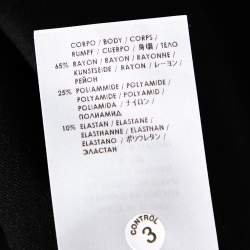 CORPO / BODY / CORPS /
RUMPF / CUERPO / 身頃 / ТЕЛО
65% RAYON / RAYON / RAYONNE /
KUNSTSEIDE / RAYON / レーヨン /
РЕЙОН
25% POLIAMMIDE / POLYAMIDE /
POLYAMID / POLYAMIDE /
POLIAMIDA / ナイロン /
ПОЛИАМИД
10% ELASTAN / ELASTANE /
ELASTHANNE / ELASTHAN /
ELASTANO / ポリウレタン /
ЭЛАСТАН
CONTROL
3